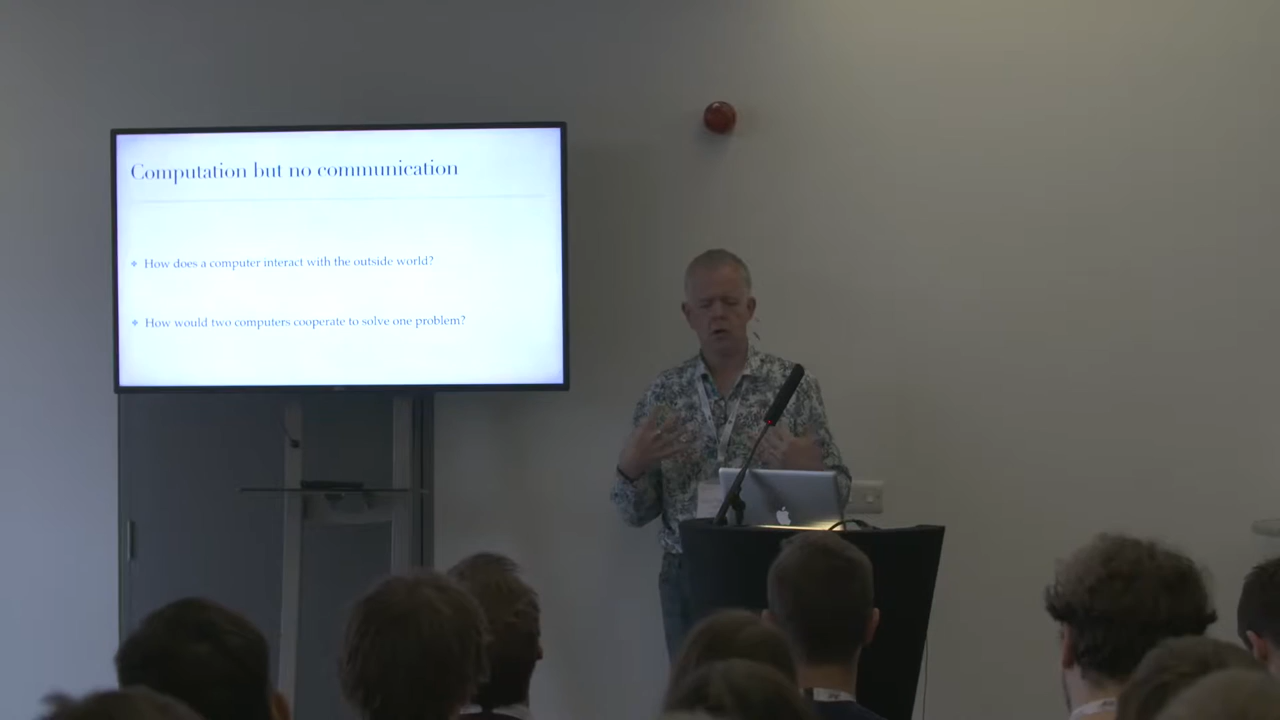 Computation but no communication
How does a computer interact with the outside world?
How would two computers cooperate to solve one problem?